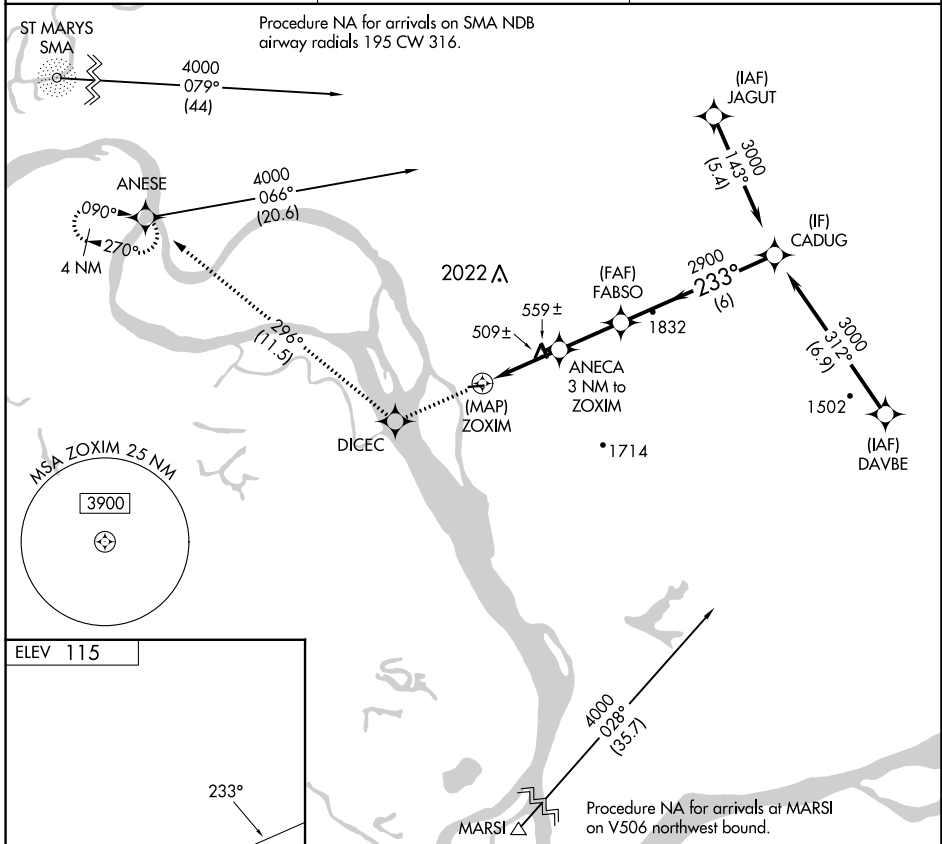 Procedure NA for arrivals on SMA NDB
airway radials 195 CW 316.
ST MARYS
SMA
4000
079°
(44)
(IAF)
JAGUT
3000
143°
(5.4)
ANESE
090°
270°
4 NM
4000
066°
(20.6)
(IF)
CADUG
2022
(FAF)
FABSO
2900
233°
(6)
559±
509±
1832
296°
(11.5)
ANECA
3 NM to
ZOXIM
3000
312°
(6.9)
(MAP)
ZOXIM
1502
DICEC
1714
(IAF)
DAVBE
MSA ZOXIM 25 NM
3900
ELEV 115
4000
028°
(35.7)
233°
MARSI
Procedure NA for arrivals at MARSI
on V506 northwest bound.